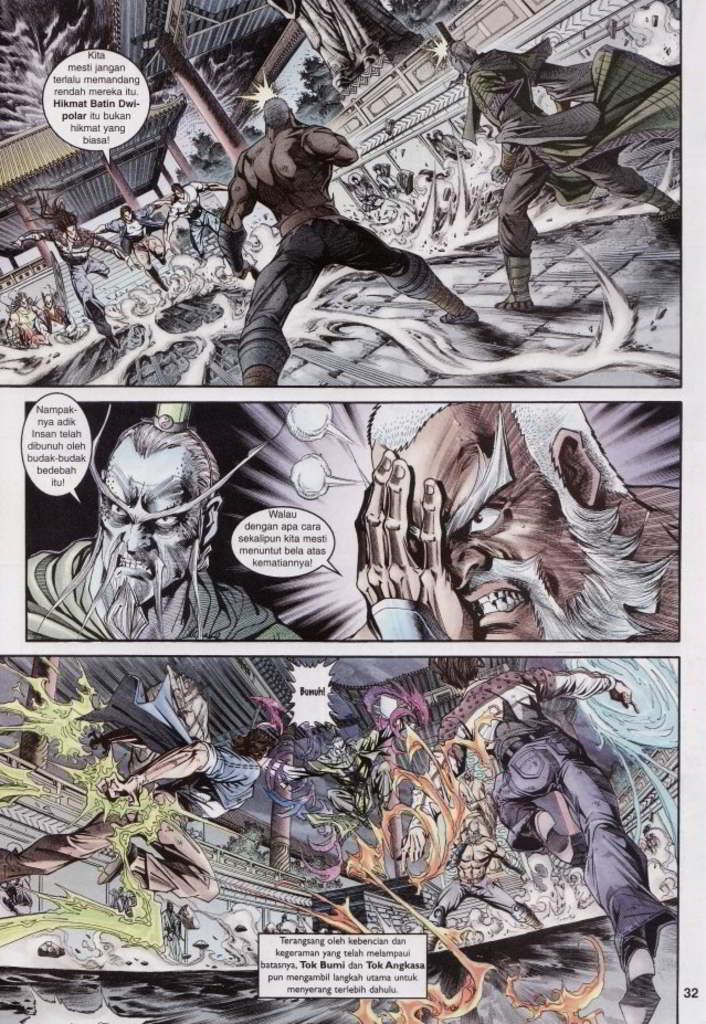 Kita
mesti jangan
terlalu memandang
rendah mereka itu.
Hikmat Batin Dwi-
polar itu bukan
hikmat yang
biasa!
Nampak-
nya adik
Insan telah
dibunuh oleh
budak-budak
bedebah
itu!
Walau
dengan apa cara
sekalipun kita mesti
menuntut bela atas
kematiannya!
Bunuh!
Terangsang oleh kebencian dan
kegeraman yang telah melampaui
batasnya, Tok Bumi dan Tok Angkasa
pun mengambil langkah utama untuk
menyerang terlebih dahulu.
32